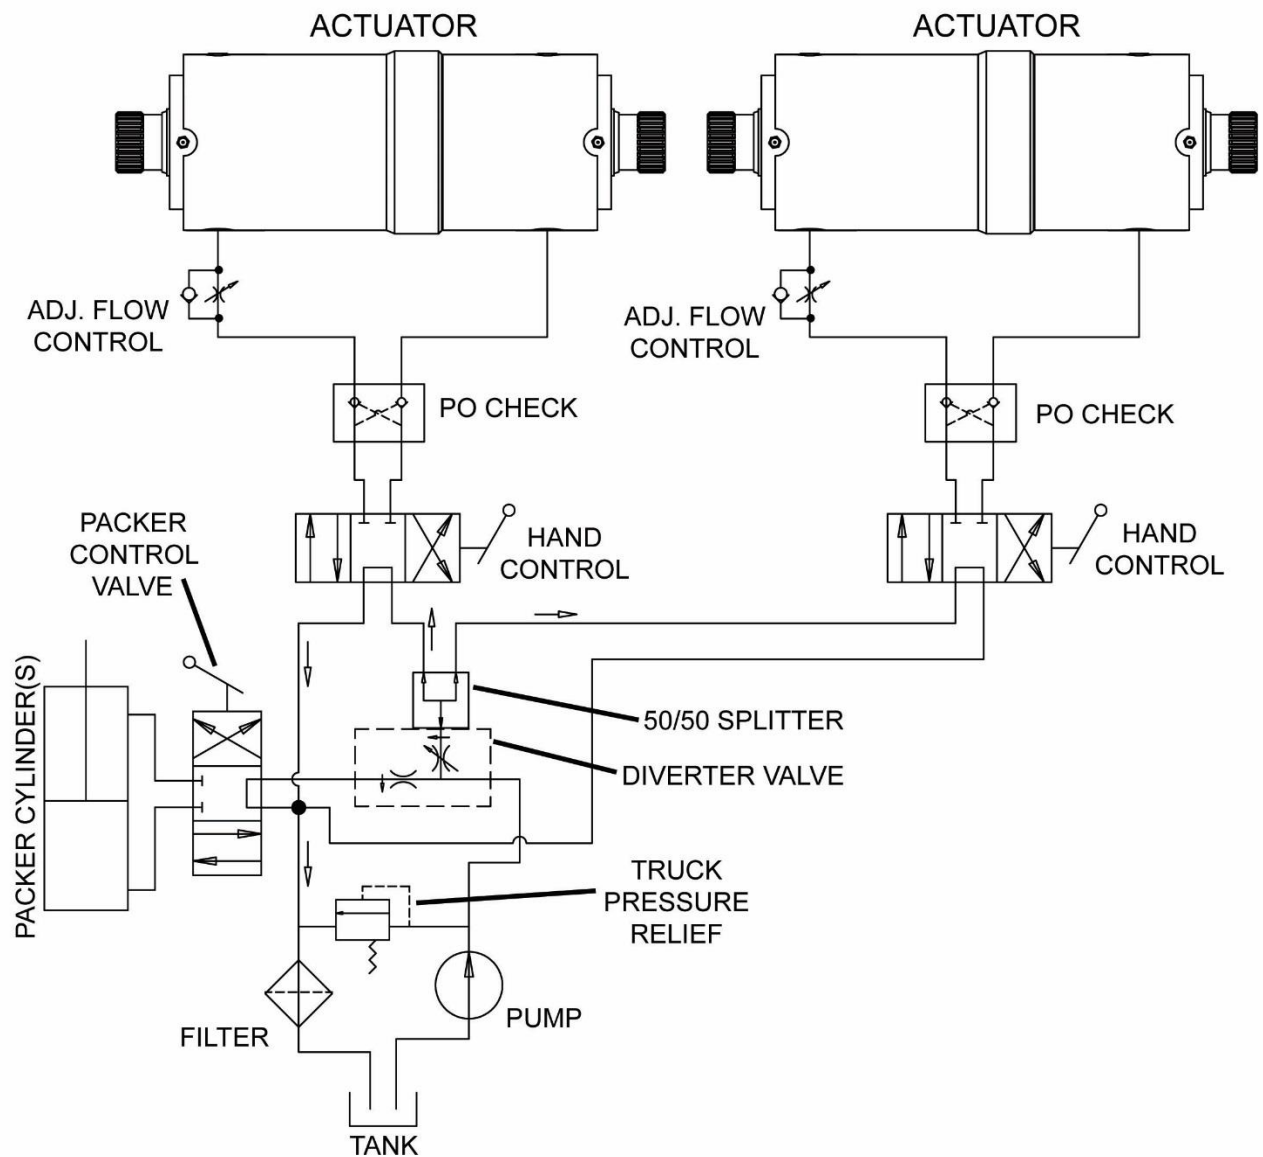 ACTUATOR
ACTUATOR
ADJ. FLOW
CONTROL
ADJ. FLOW
CONTROL
PO CHECK
PO CHECK
PACKER
CONTROL
VALVE
HAND
CONTROL
HAND
CONTROL
PACKER CYLINDER(S)
50/50 SPLITTER
DIVERTER VALVE
TRUCK
PRESSURE
RELIEF
PUMP
FILTER
TANK